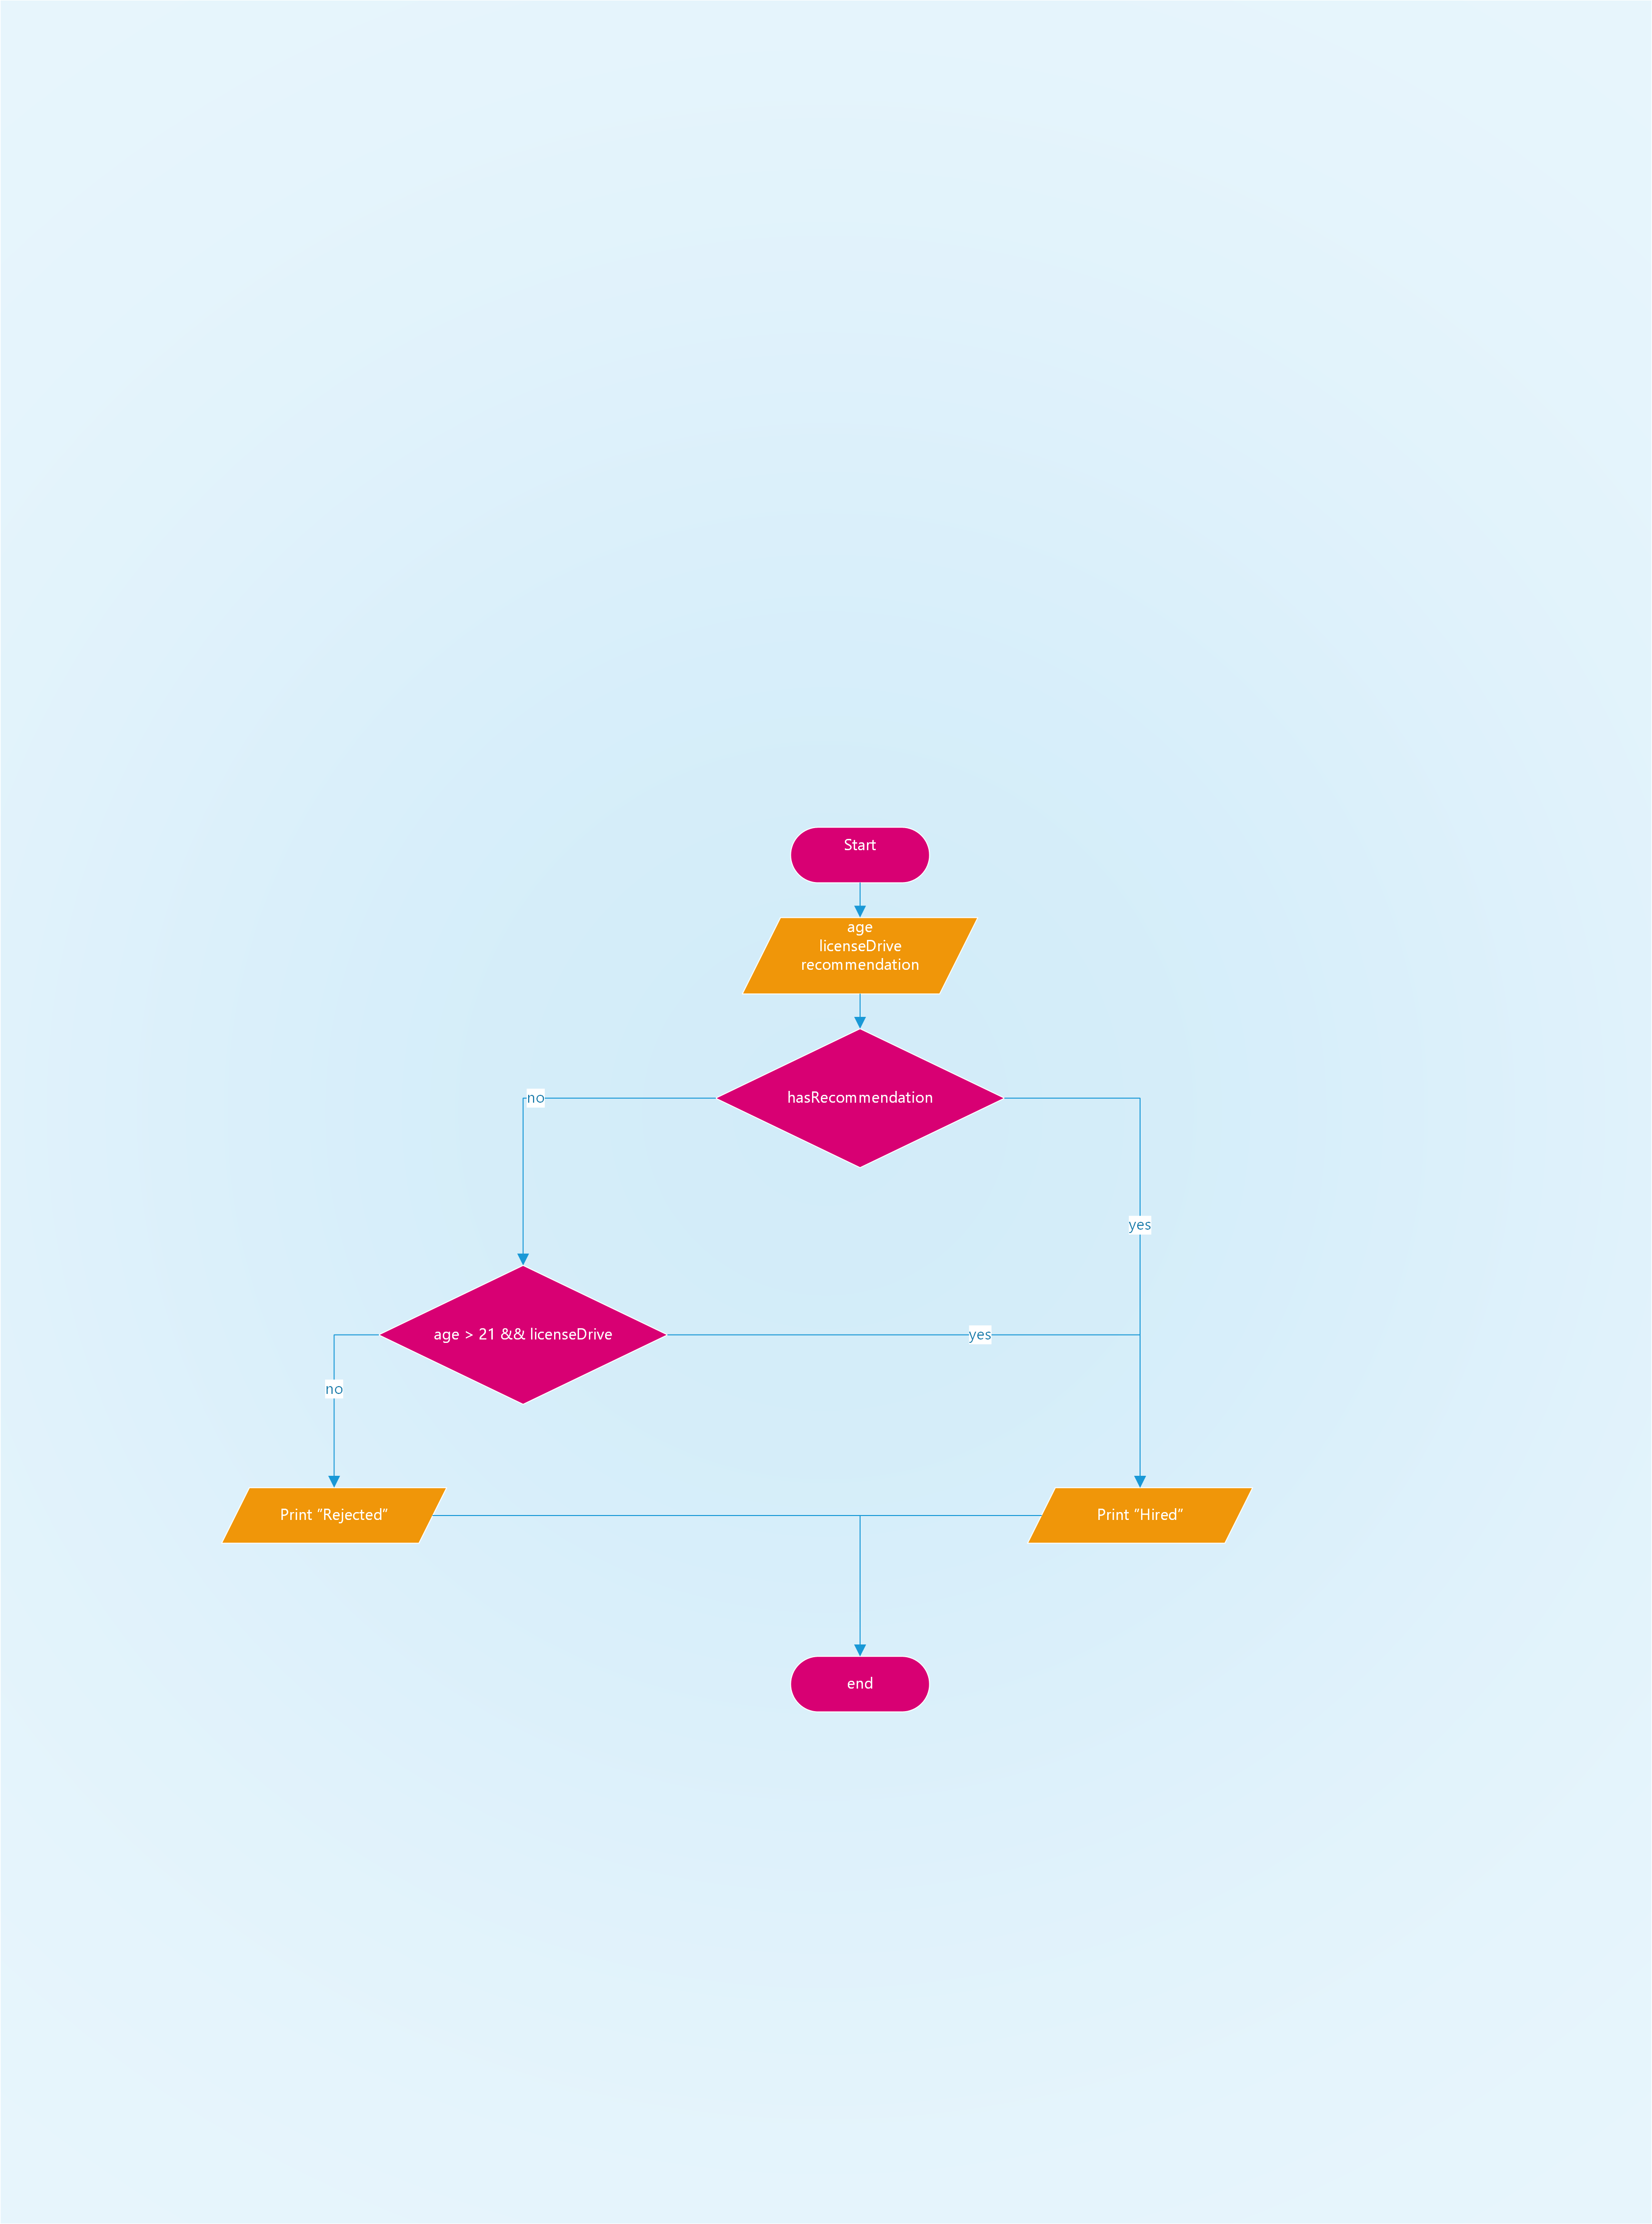 Start
age
licenseDrive
recommendation
hasRecommendation
no
yes
age > 21 && licenseDrive
yes
no
Print “Rejected”
Print “Hired”
end